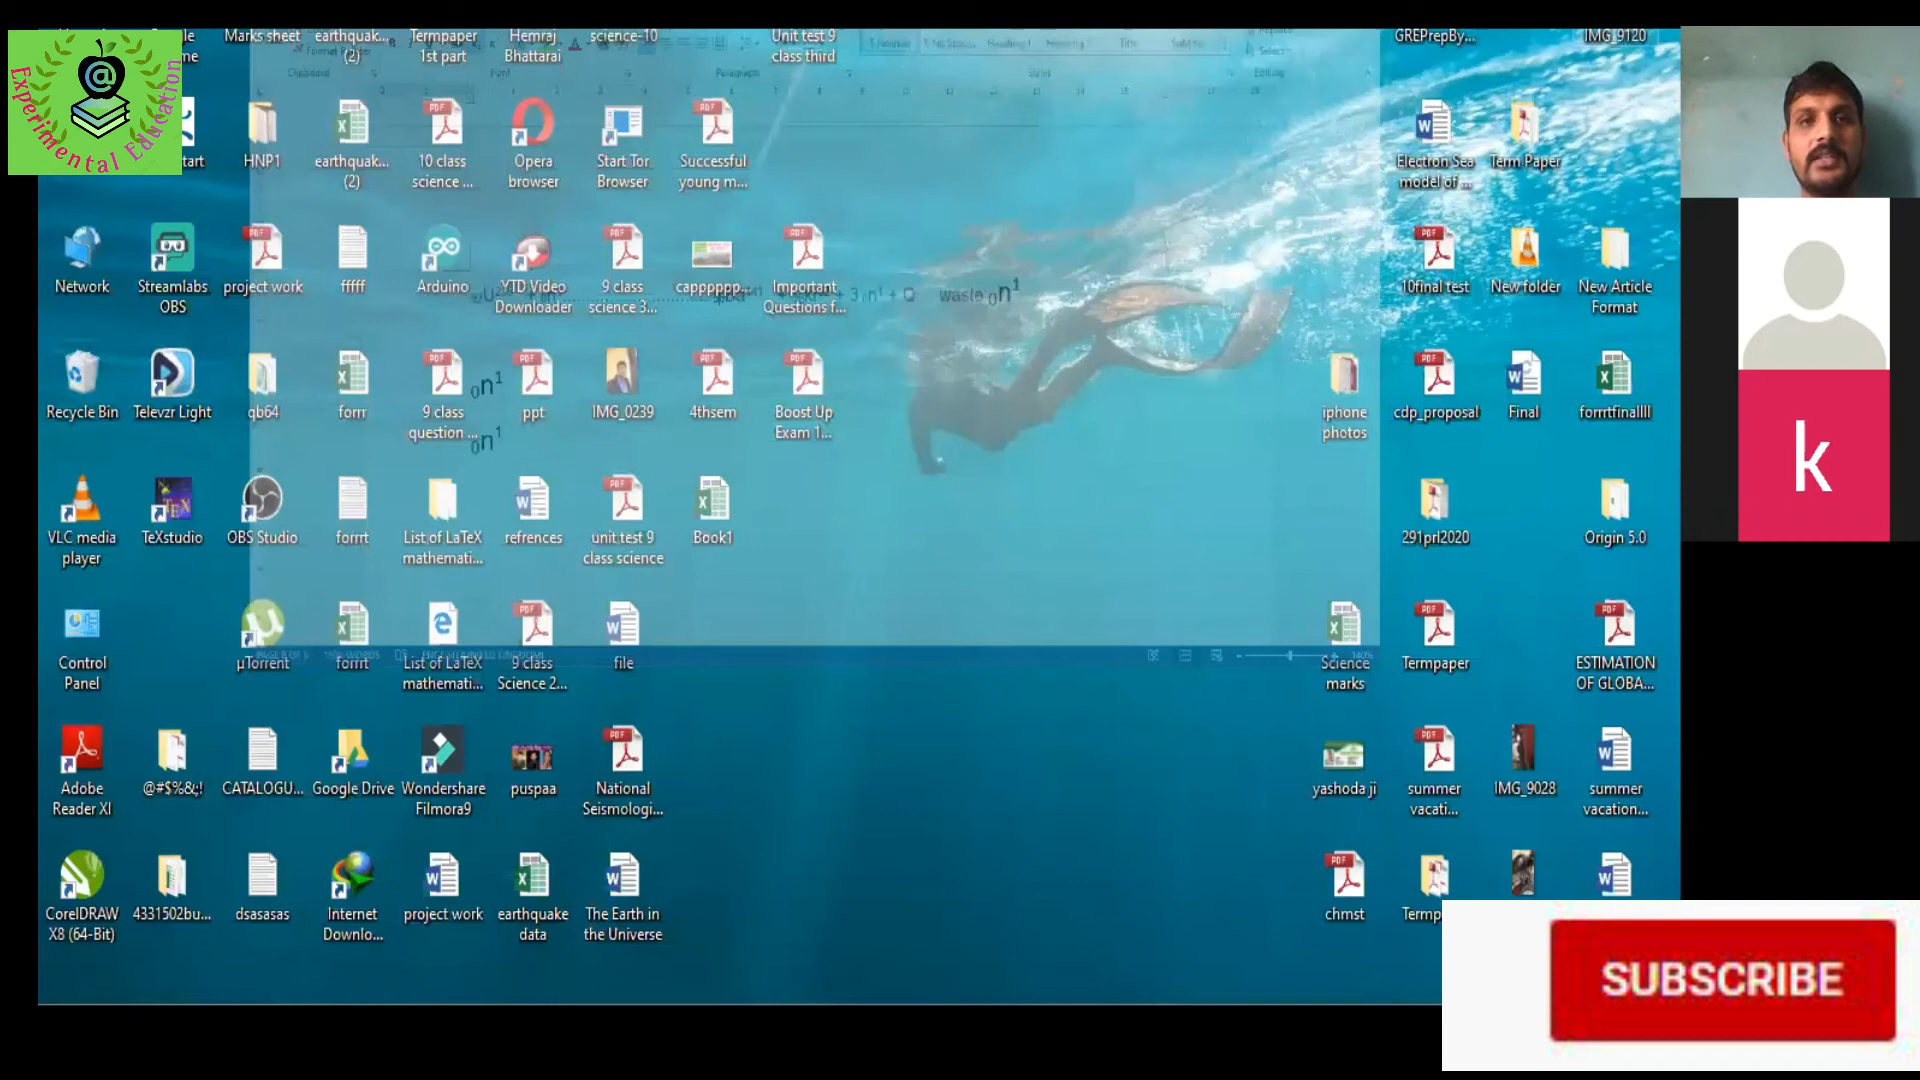 Marks sheet
earthquak...
(2)
Termpaper
1st part
Hemraj
Bhattarai
science-10
Unit test 9
class third
GREPrepBy...
IMG_9120
Experimental Education
@
HNP1
earthquak...
(2)
10 class
science ...
Opera
browser
Start Tor
Browser
Successful
young m...
Electron Sea
model of ...
Term Paper
Network
Streamlabs
OBS
project work
fffff
Arduino
YTD Video
Downloader
9 class
science 3...
cappppppp...
Important
Questions f...
10final test
New folder
New Article
Format
waste ₀n¹
₀n¹
₀n¹
Recycle Bin
Televzr Light
qb64
forrr
9 class
question ...
ppt
IMG_0239
4thsem
Boost Up
Exam 1...
iphone
photos
cdp_proposal
Final
forrrtfinallll
k
VLC media
player
TeXstudio
OBS Studio
forrrt
List of LaTeX
mathemati...
refrences
unit test 9
class science
Book1
291prl2020
Origin 5.0
Control
Panel
µTorrent
forrrt
List of LaTeX
mathemati...
9 class
Science 2...
file
Science
marks
Termpaper
ESTIMATION
OF GLOBA...
Adobe
Reader XI
@#$%&;!
CATALOGU...
Google Drive
Wondershare
Filmora9
puspaa
National
Seismologi...
yashoda ji
summer
vacati...
IMG_9028
summer
vacation...
CorelDRAW
X8 (64-Bit)
4331502bu...
dsasasas
Internet
Downlo...
project work
earthquake
data
The Earth in
the Universe
chmst
SUBSCRIBE